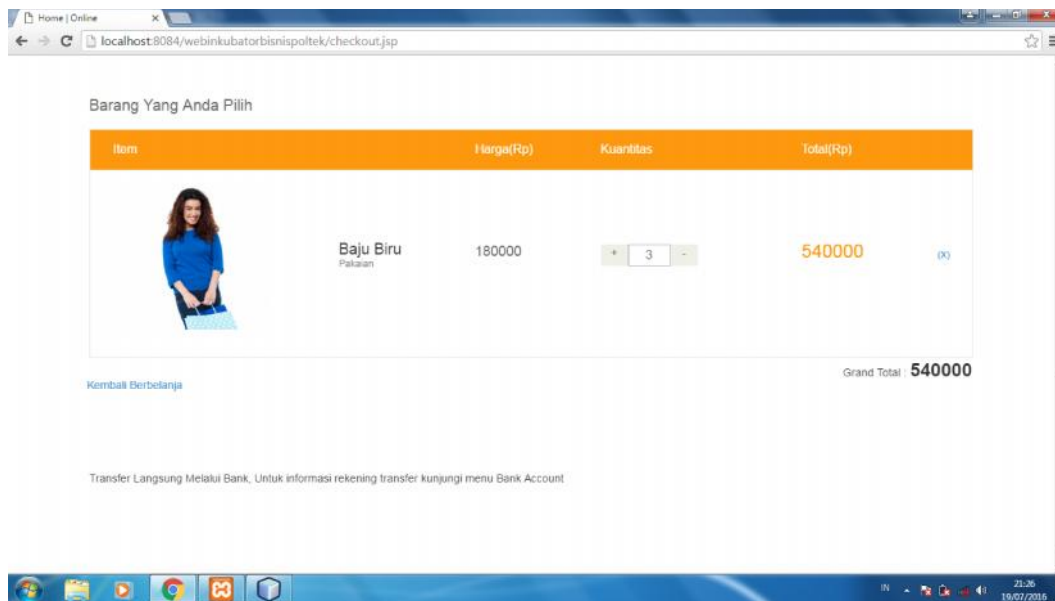 Home | Online
localhost:8084/webinkubatorbisnispoltek/checkout.jsp
Barang Yang Anda Pilih
Item Harga(Rp) Kuantitas Total(Rp)
Baju Biru 180000 + 3 - 540000 (X)
Pakaian
Grand Total : 540000
Kembali Berbelanja
Transfer Langsung Melalui Bank, Untuk informasi rekening transfer kunjungi menu Bank Account
IN 21:26
19/07/2016